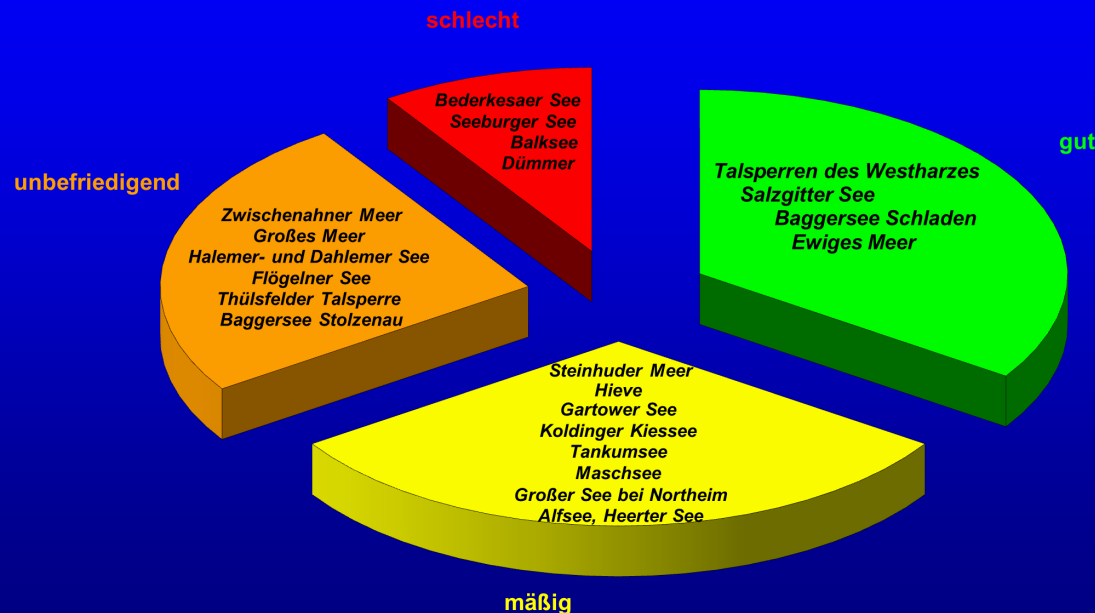 schlecht
Bederkesaer See
Seeburger See
Balksee
Dümmer
gut
Talsperren des Westharzes
Salzgitter See
Baggersee Schladen
Ewiges Meer
unbefriedigend
Zwischenahner Meer
Großes Meer
Halemer- und Dahlemer See
Flögelner See
Thülsfelder Talsperre
Baggersee Stolzenau
Steinhuder Meer
Hieve
Gartower See
Koldinger Kiessee
Tankumsee
Maschsee
Großer See bei Northeim
Alfsee, Heerter See
mäßig